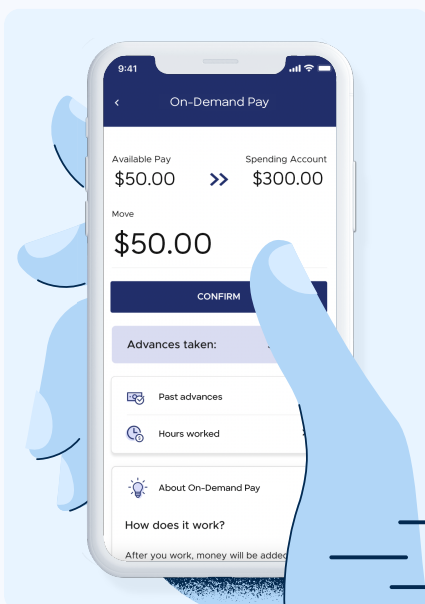 9:41
On-Demand Pay
Available Pay Spending Account
$50.00 $300.00
Move
$50.00
CONFIRM
Advances taken:
Past advances
Hours worked
About On-Demand Pay
How does it work?
After you work, money will be added